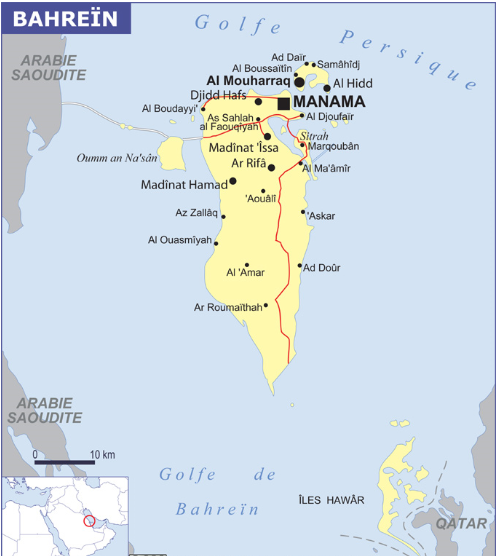 BAHREÏN
Golfe Persique
ARABIE
SAOUDITE
Ad Daïr
Samâhîdj
Al Boussaïtîn
Al Mouharraq
Al Hidd
Djidd Hafs
MANAMA
Al Boudayyi'
As Sahlah
al Faouqiyah
Al Djoufaïr
Sitrah
Oumm an Na'sân
Madînat 'Îssa
Marqoubân
Ar Rifâ
Al Ma'âmîr
Madînat Hamad
'Aouâlî
Az Zallâq
'Askar
Al Ouasmîyah
Al 'Amar
Ad Doûr
Ar Roumaïthah
ARABIE
SAOUDITE
0 10 km
Golfe de
Bahreïn
ÎLES HAWÂR
QATAR